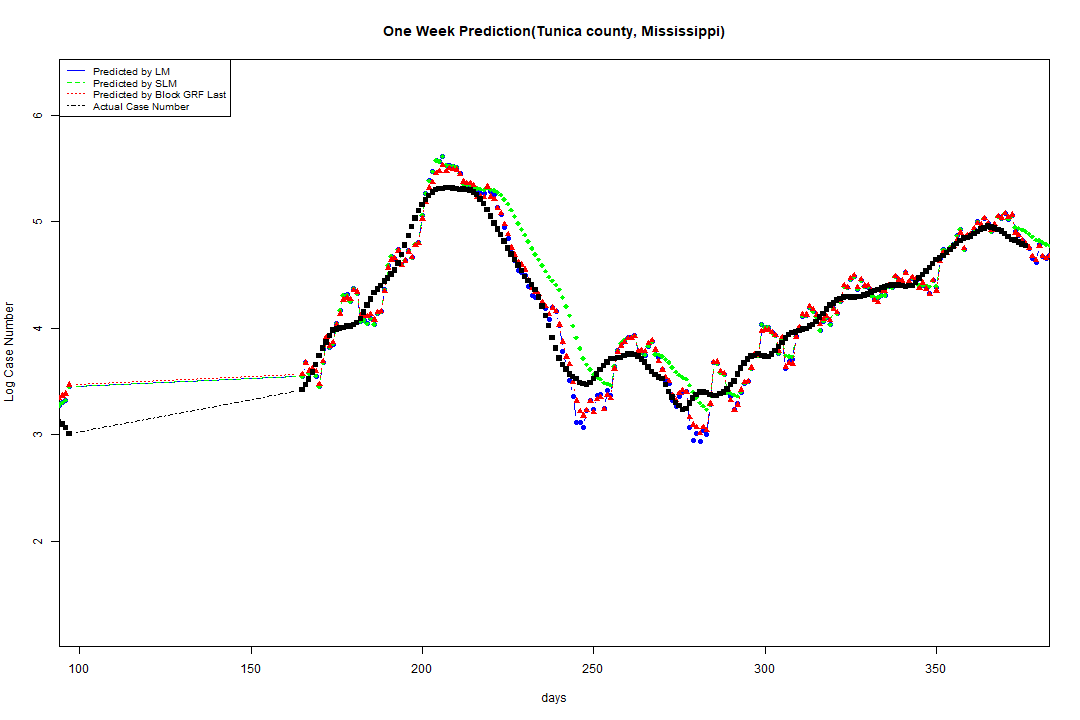 One Week Prediction(Tunica county, Mississippi)
Predicted by LM
Predicted by SLM
Predicted by Block GRF Last
Actual Case Number
6
5
4
3
2
Log Case Number
100 150 200 250 300 350
days